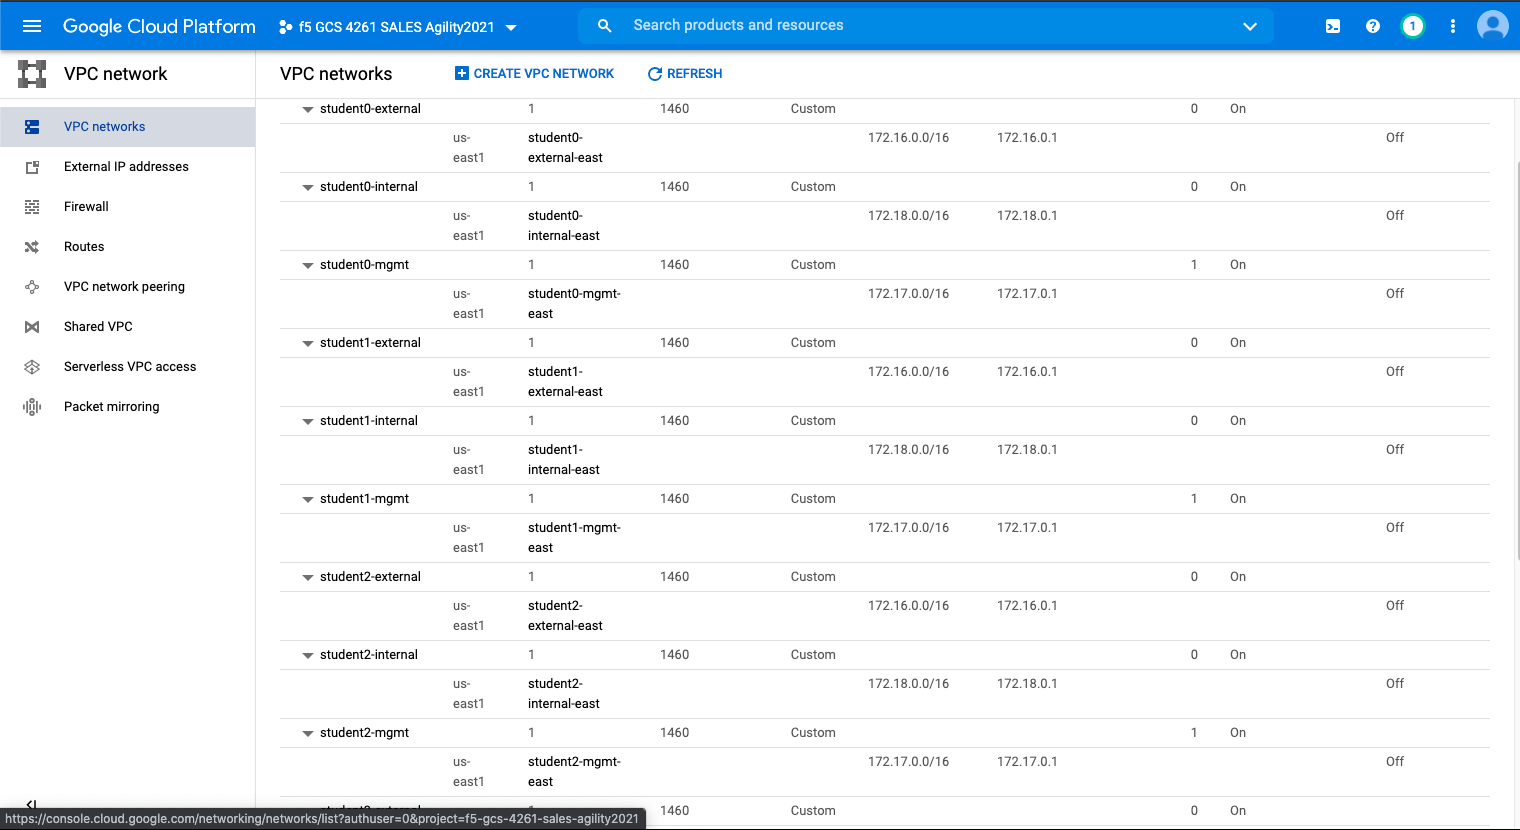 Google Cloud Platform f5 GCS 4261 SALES Agility2021 Search products and resources 1
VPC network VPC networks CREATE VPC NETWORK REFRESH
VPC networks
External IP addresses
Firewall
Routes
VPC network peering
Shared VPC
Serverless VPC access
Packet mirroring
student0-external 1 1460 Custom 0 On
us- student0- 172.16.0.0/16 172.16.0.1 Off
east1 external-east
student0-internal 1 1460 Custom 0 On
us- student0- 172.18.0.0/16 172.18.0.1 Off
east1 internal-east
student0-mgmt 1 1460 Custom 1 On
us- student0-mgmt- 172.17.0.0/16 172.17.0.1 Off
east1 east
student1-external 1 1460 Custom 0 On
us- student1- 172.16.0.0/16 172.16.0.1 Off
east1 external-east
student1-internal 1 1460 Custom 0 On
us- student1- 172.18.0.0/16 172.18.0.1 Off
east1 internal-east
student1-mgmt 1 1460 Custom 1 On
us- student1-mgmt- 172.17.0.0/16 172.17.0.1 Off
east1 east
student2-external 1 1460 Custom 0 On
us- student2- 172.16.0.0/16 172.16.0.1 Off
east1 external-east
student2-internal 1 1460 Custom 0 On
us- student2- 172.18.0.0/16 172.18.0.1 Off
east1 internal-east
student2-mgmt 1 1460 Custom 1 On
us- student2-mgmt- 172.17.0.0/16 172.17.0.1 Off
east1 east
1460 Custom 0 On
https://console.cloud.google.com/networking/networks/list?authuser=0&project=f5-gcs-4261-sales-agility2021